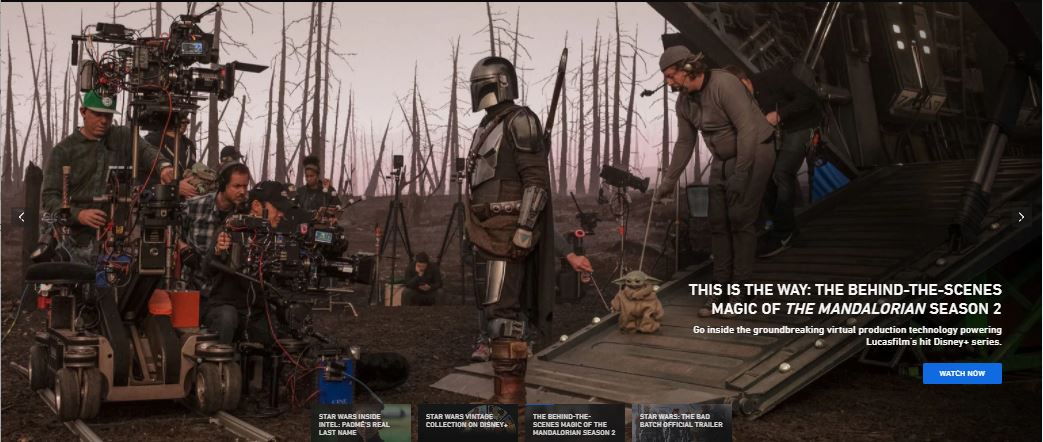 THIS IS THE WAY: THE BEHIND-THE-SCENES
MAGIC OF THE MANDALORIAN SEASON 2
Go inside the groundbreaking virtual production technology powering
Lucasfilm's hit Disney+ series.
WATCH NOW
STAR WARS INSIDE
INTEL: PADMÉ'S REAL
LAST NAME
STAR WARS VINTAGE
COLLECTION ON DISNEY+
THE BEHIND-THE-
SCENES MAGIC OF THE
MANDALORIAN SEASON 2
STAR WARS: THE BAD
BATCH OFFICIAL TRAILER